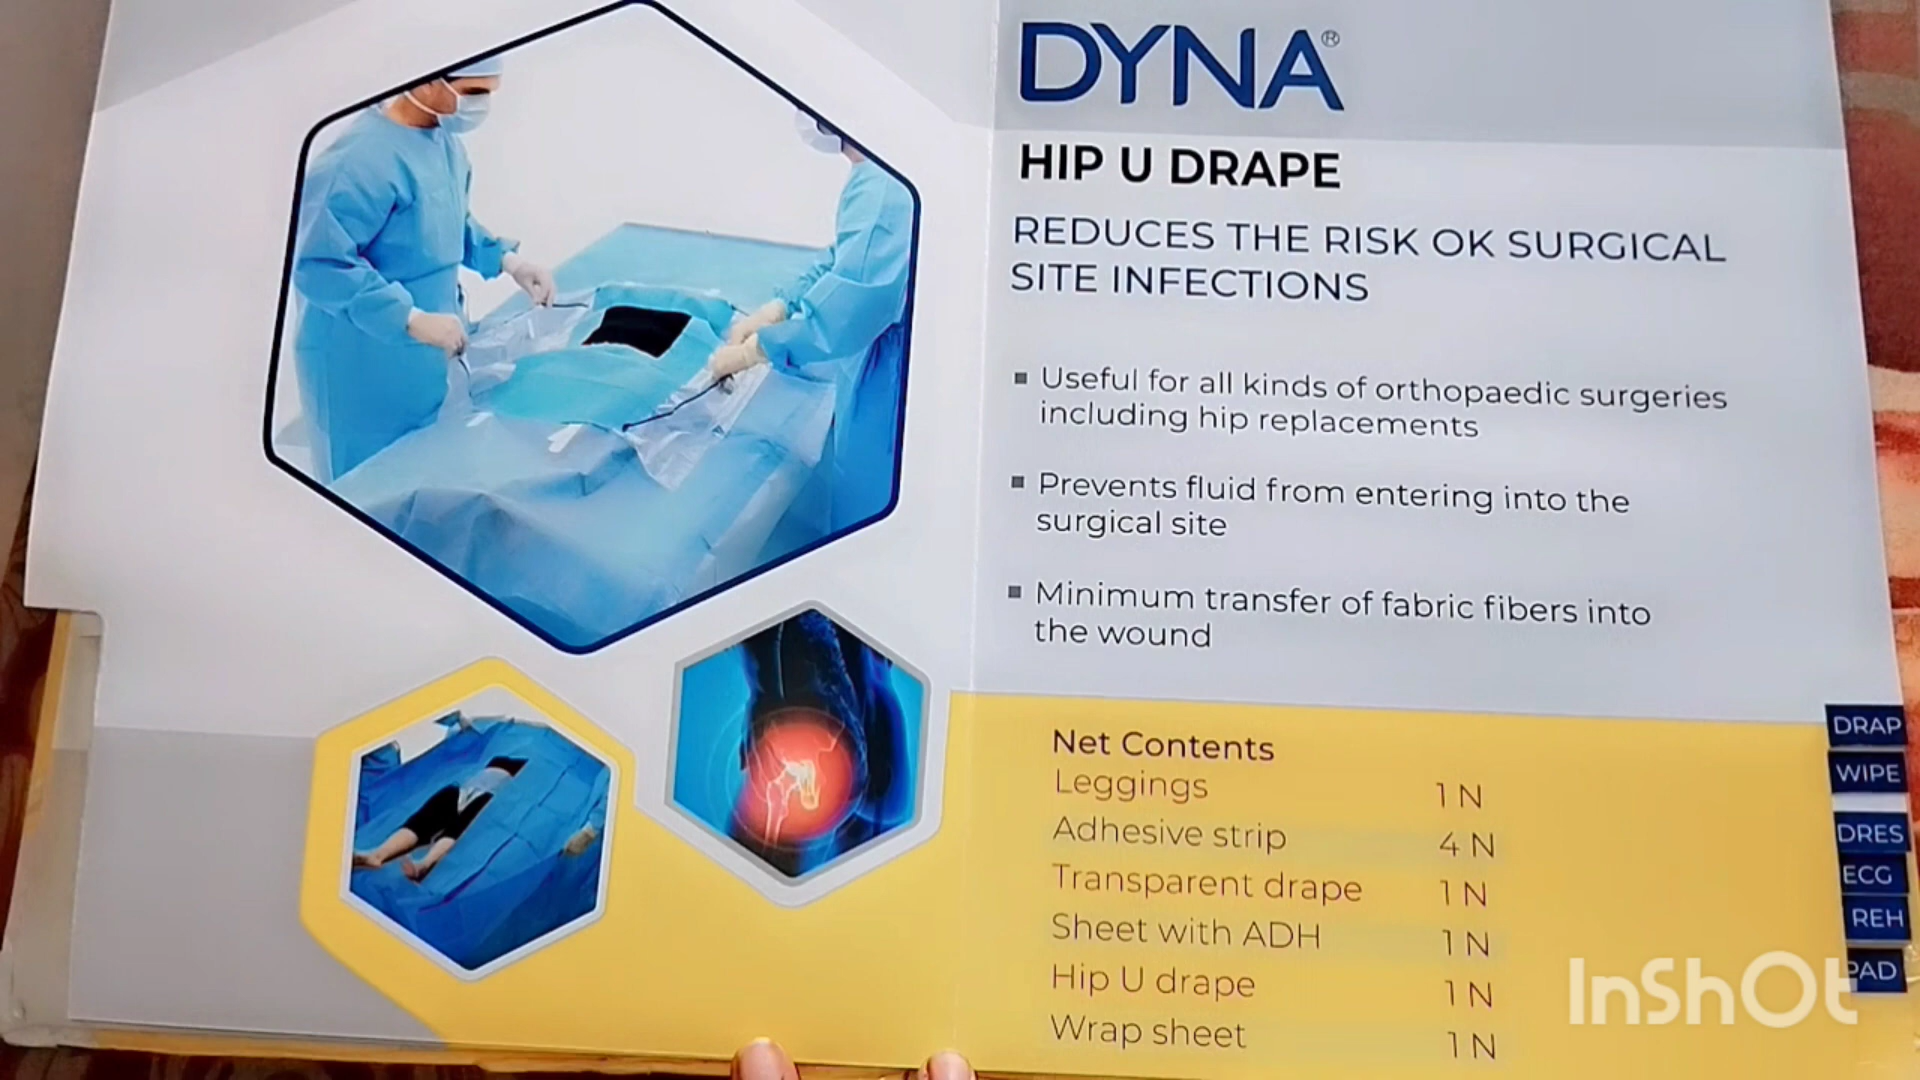 DYNA®
HIP U DRAPE
REDUCES THE RISK OK SURGICAL
SITE INFECTIONS
▪ Useful for all kinds of orthopaedic surgeries
including hip replacements
▪ Prevents fluid from entering into the
surgical site
▪ Minimum transfer of fabric fibers into
the wound
Net Contents
Leggings 1 N
Adhesive strip 4 N
Transparent drape 1 N
Sheet with ADH 1 N
Hip U drape 1 N
Wrap sheet 1 N
DRAP
WIPE
DRES
ECG
REH
PAD
InShOt